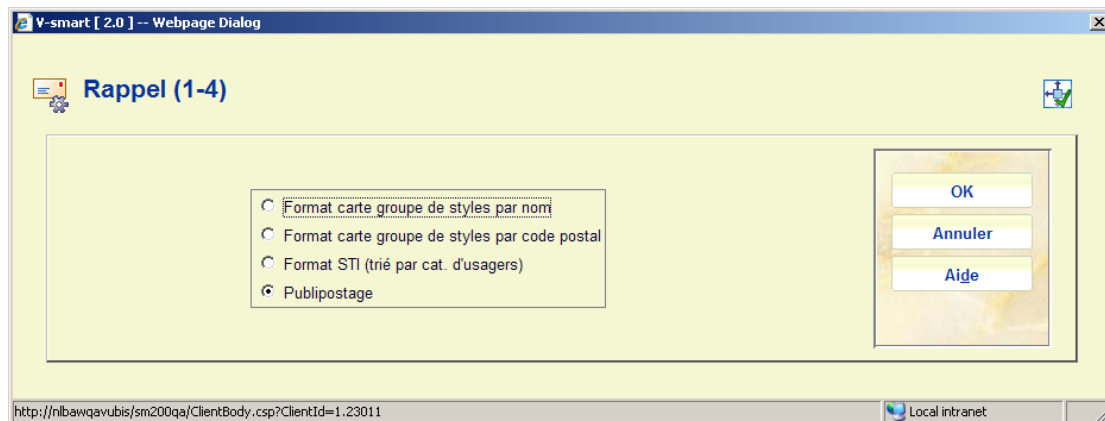 V-smart [ 2.0 ] -- Webpage Dialog
Rappel (1-4)
Format carte groupe de styles par nom
Format carte groupe de styles par code postal
Format STI (trié par cat. d'usagers)
Publipostage
OK
Annuler
Aide
http://nlbawqavubis/sm200qa/ClientBody.csp?ClientId=1.23011
Local intranet